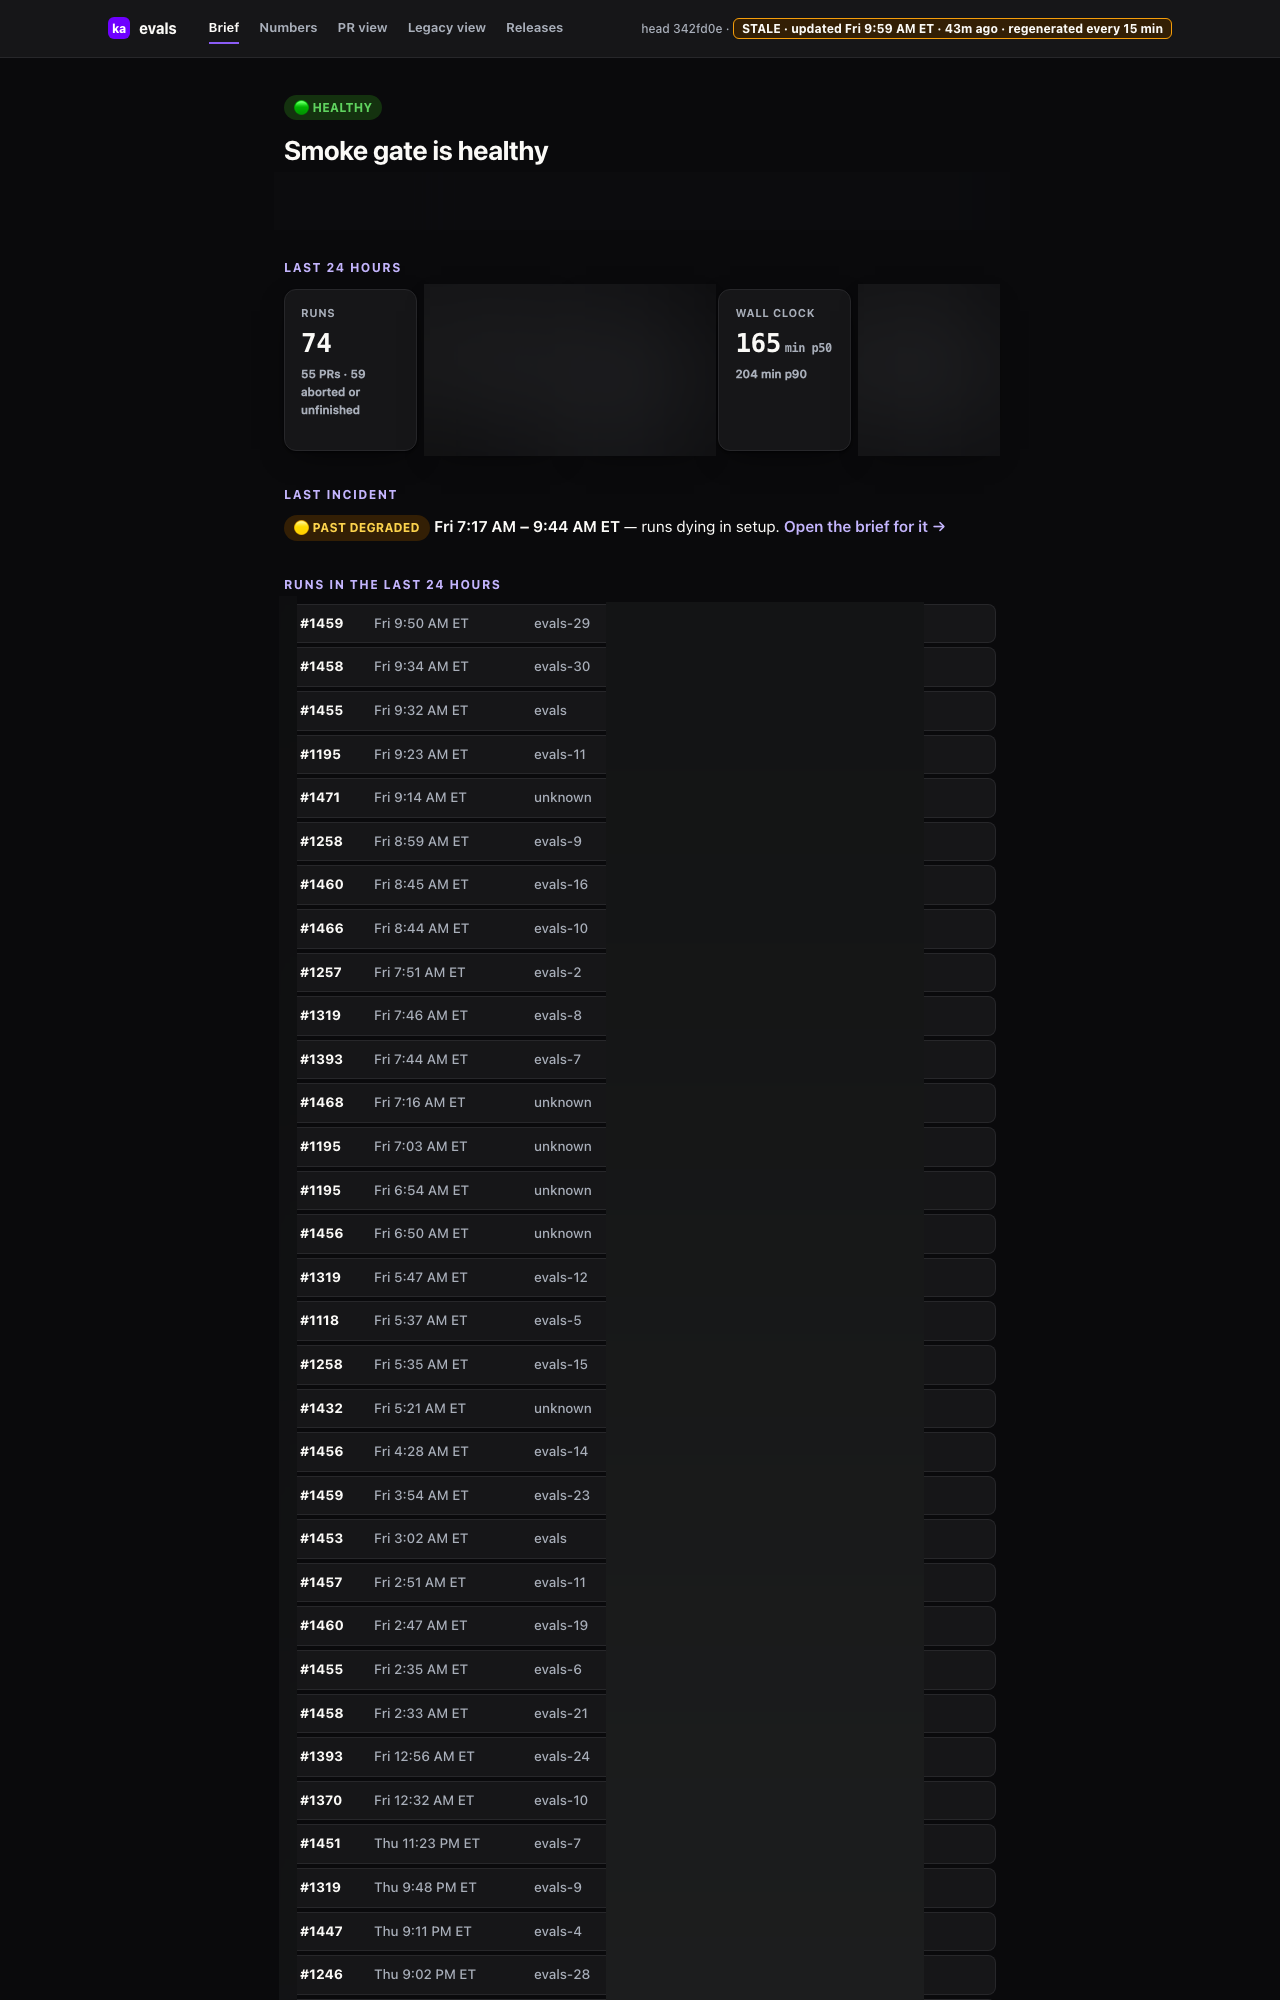 ka evals Brief Numbers PR view Legacy view Releases head 342fd0e · STALE · updated Fri 9:59 AM ET · 43m ago · regenerated every 15 min
HEALTHY
Smoke gate is healthy
LAST 24 HOURS
RUNS
74
55 PRs · 59
aborted or
unfinished
WALL CLOCK
165 min p50
204 min p90
LAST INCIDENT
PAST DEGRADED Fri 7:17 AM – 9:44 AM ET — runs dying in setup. Open the brief for it →
RUNS IN THE LAST 24 HOURS
#1459 Fri 9:50 AM ET evals-29
#1458 Fri 9:34 AM ET evals-30
#1455 Fri 9:32 AM ET evals
#1195 Fri 9:23 AM ET evals-11
#1471 Fri 9:14 AM ET unknown
#1258 Fri 8:59 AM ET evals-9
#1460 Fri 8:45 AM ET evals-16
#1466 Fri 8:44 AM ET evals-10
#1257 Fri 7:51 AM ET evals-2
#1319 Fri 7:46 AM ET evals-8
#1393 Fri 7:44 AM ET evals-7
#1468 Fri 7:16 AM ET unknown
#1195 Fri 7:03 AM ET unknown
#1195 Fri 6:54 AM ET unknown
#1456 Fri 6:50 AM ET unknown
#1319 Fri 5:47 AM ET evals-12
#1118 Fri 5:37 AM ET evals-5
#1258 Fri 5:35 AM ET evals-15
#1432 Fri 5:21 AM ET unknown
#1456 Fri 4:28 AM ET evals-14
#1459 Fri 3:54 AM ET evals-23
#1453 Fri 3:02 AM ET evals
#1457 Fri 2:51 AM ET evals-11
#1460 Fri 2:47 AM ET evals-19
#1455 Fri 2:35 AM ET evals-6
#1458 Fri 2:33 AM ET evals-21
#1393 Fri 12:56 AM ET evals-24
#1370 Fri 12:32 AM ET evals-10
#1451 Thu 11:23 PM ET evals-7
#1319 Thu 9:48 PM ET evals-9
#1447 Thu 9:11 PM ET evals-4
#1246 Thu 9:02 PM ET evals-28